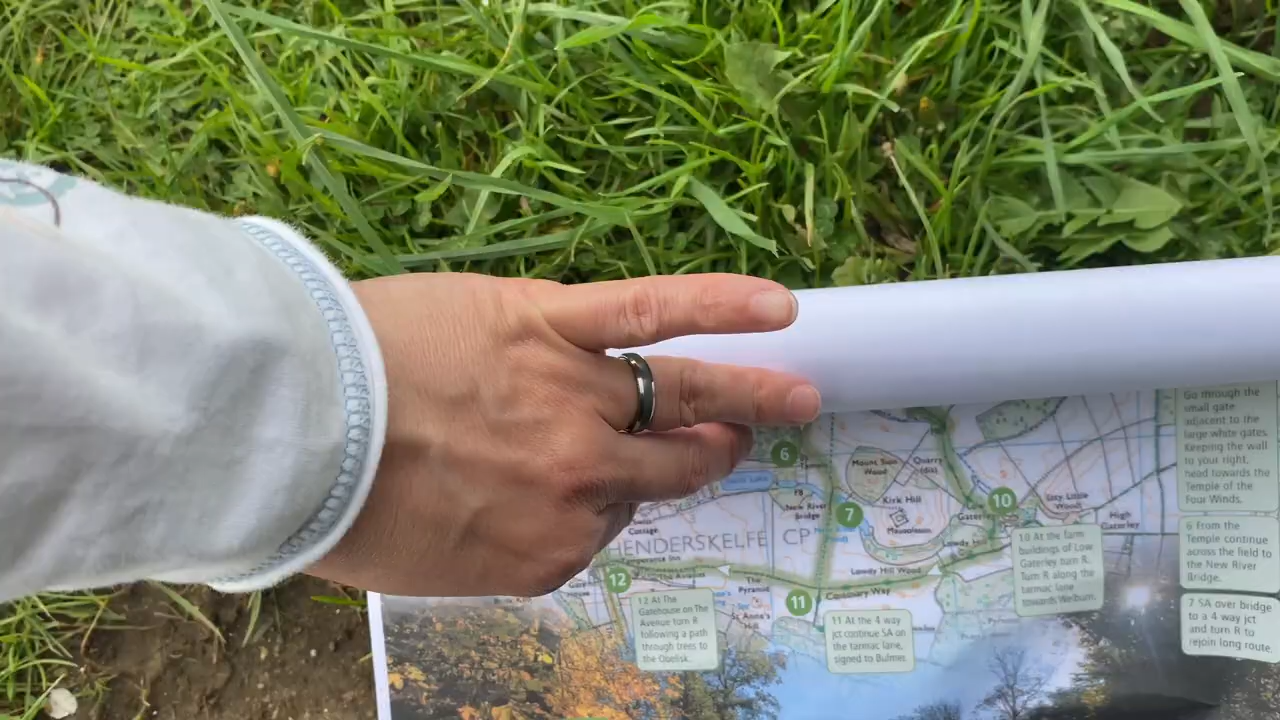 Go through the
small gate
adjacent to the
large white gates.
Keeping the wall
to your right,
head towards the
Temple of the
Four Winds.
6
Mount Sion
Wood
Quarry
(dis)
10
Kirk Hill
7
New River
Bridge
Mausoleum
High
Gaterley
6 From the
Temple continue
across the field to
the New River
Bridge.
HENDERSKELFE CP
10 At the farm
buildings of Low
Gaterley turn R.
Turn R along the
tarmac lane
towards Welburn.
Lowdy Hill Wood
12
The
Pyramid
11
Centenary Way
St Anne's
Hill
12 At The
Gatehouse on The
Avenue turn R
following a path
through trees to
the Obelisk.
11 At the 4 way
jct continue SA on
the tarmac lane,
signed to Bulmer.
7 SA over bridge
to a 4 way jct
and turn R to
rejoin long route.